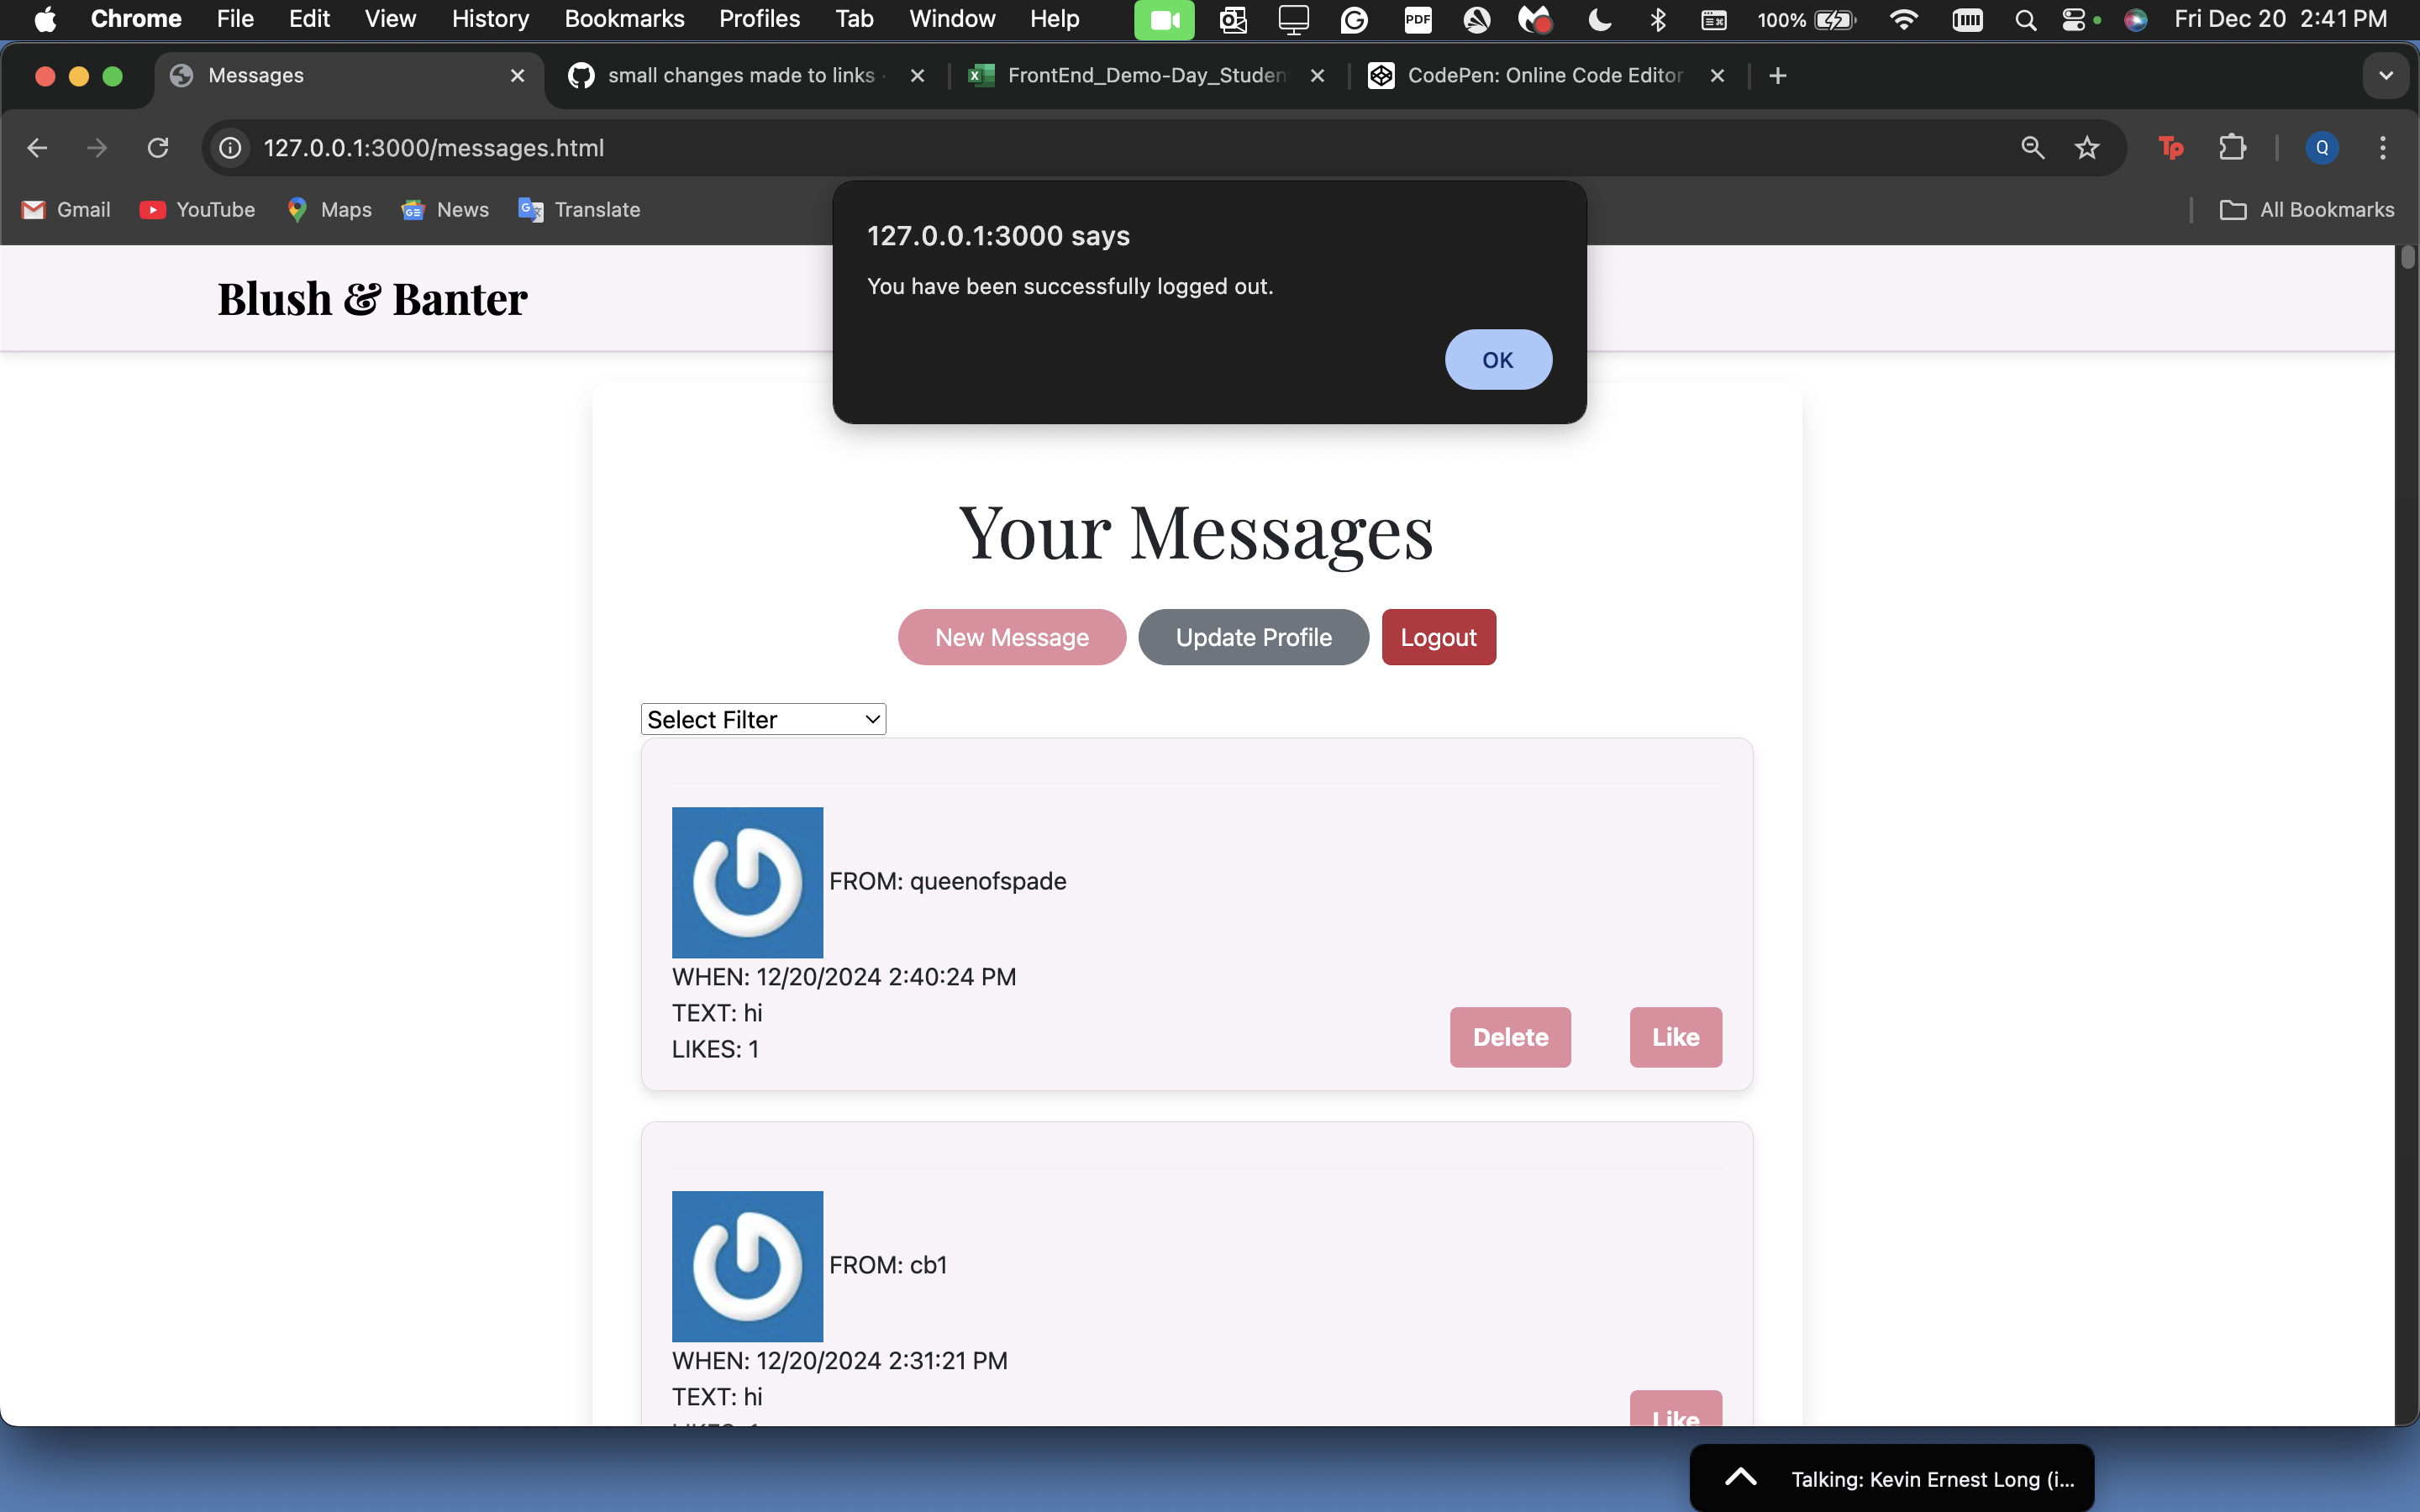 Chrome File Edit View History Bookmarks Profiles Tab Window Help PDF 100% Fri Dec 20 2:41 PM
Messages small changes made to links FrontEnd_Demo-Day_Studen CodePen: Online Code Editor
127.0.0.1:3000/messages.html Tp Q
Gmail YouTube Maps News Translate All Bookmarks
127.0.0.1:3000 says
You have been successfully logged out.
OK
Blush & Banter
Your Messages
New Message Update Profile Logout
Select Filter
FROM: queenofspade
WHEN: 12/20/2024 2:40:24 PM
TEXT: hi
LIKES: 1
Delete Like
FROM: cb1
WHEN: 12/20/2024 2:31:21 PM
TEXT: hi
Like
Talking: Kevin Ernest Long (i...